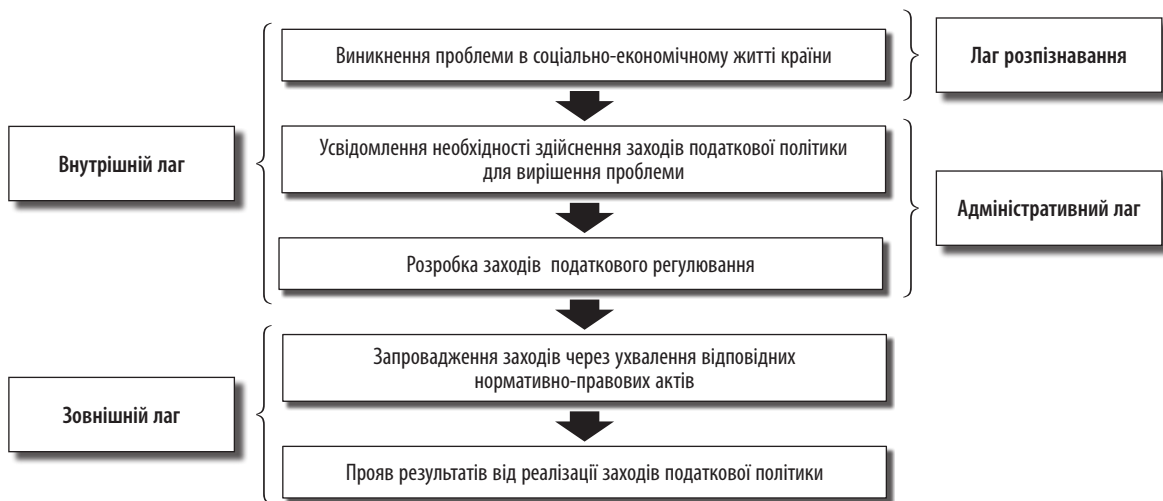 Виникнення проблеми в соціально-економічному житті країни
Лаг розпізнавання
Внутрішній лаг
Усвідомлення необхідності здійснення заходів податкової політики
для вирішення проблеми
Адміністративний лаг
Розробка заходів податкового регулювання
Запровадження заходів через ухвалення відповідних
нормативно-правових актів
Зовнішній лаг
Прояв результатів від реалізації заходів податкової політики